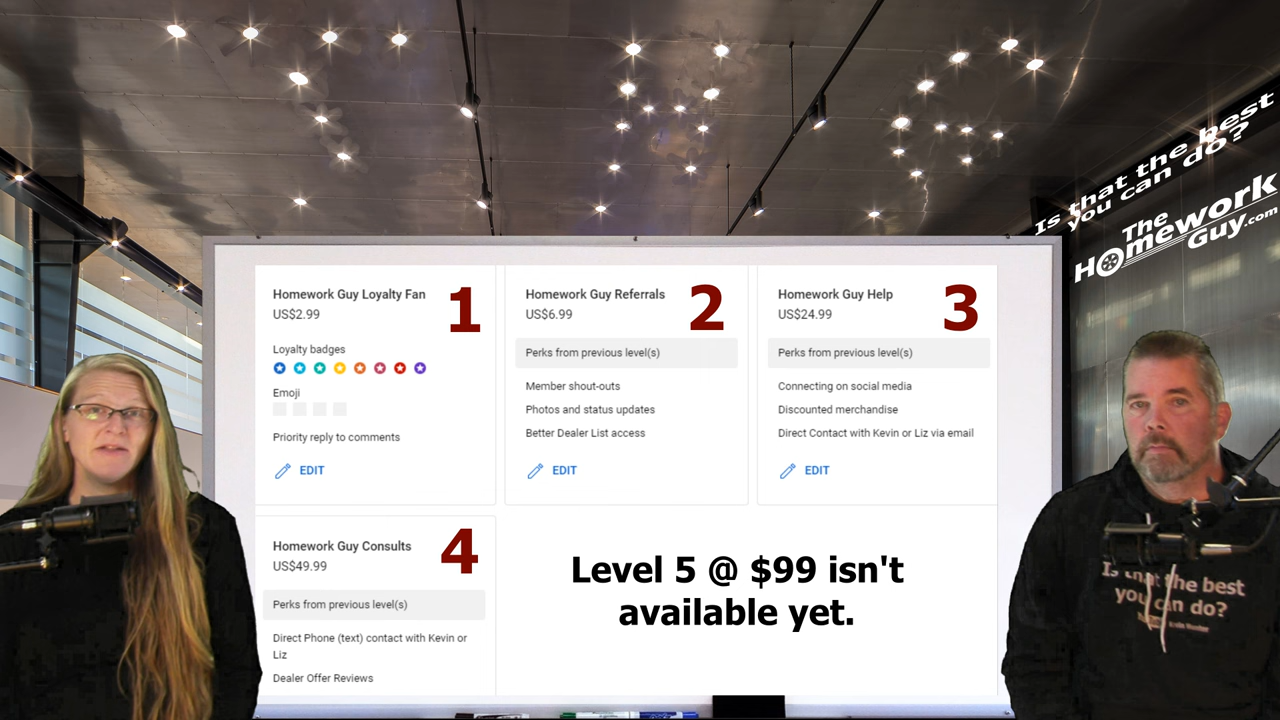 Is that the best
you can do?
The
Homework
Guy.com
Homework Guy Loyalty Fan
US$2.99
1
Loyalty badges
Emoji
Priority reply to comments
EDIT
Homework Guy Referrals
US$6.99
2
Perks from previous level(s)
Member shout-outs
Photos and status updates
Better Dealer List access
EDIT
Homework Guy Help
US$24.99
3
Perks from previous level(s)
Connecting on social media
Discounted merchandise
Direct Contact with Kevin or Liz via email
EDIT
Homework Guy Consults
US$49.99
4
Perks from previous level(s)
Direct Phone (text) contact with Kevin or
Liz
Dealer Offer Reviews
Level 5 @ $99 isn't
available yet.
Is that the best
you can do?